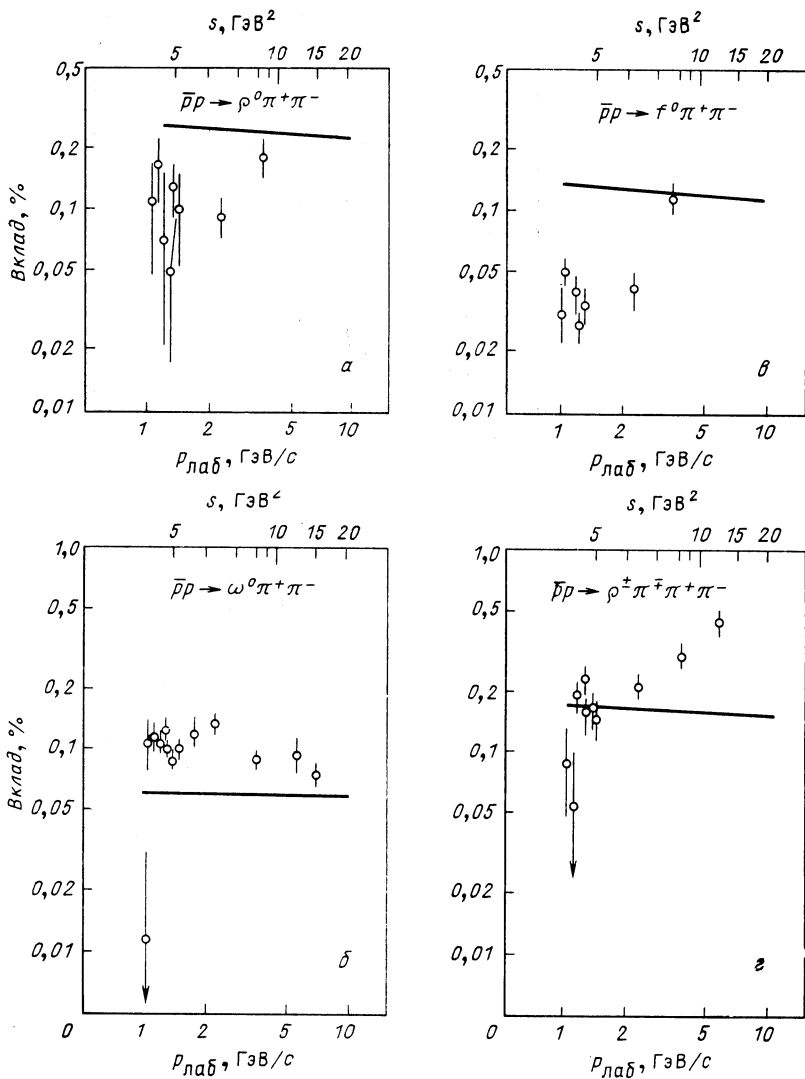 s, ГэВ²
5 10 15 20
0,5
0,2
0,1
0,05
0,02
0,01
Вклад, %
p̄p → ρ⁰π⁺π⁻
а
1 2 5 10
pлаб, ГэВ/с
s, ГэВ²
5 10 15 20
0,5
0,2
0,1
0,05
0,02
0,01
p̄p → f⁰π⁺π⁻
в
1 2 5 10
pлаб, ГэВ/с
s, ГэВ²
5 10 15 20
1,0
0,5
0,2
0,1
0,05
0,02
0,01
Вклад, %
p̄p → ω⁰π⁺π⁻
б
0 1 2 5 10
pлаб, ГэВ/с
s, ГэВ²
5 10 15 20
1,0
0,5
0,2
0,1
0,05
0,02
0,01
p̄p → ρ±π∓π⁺π⁻
г
0 1 2 5 10
pлаб, ГэВ/с